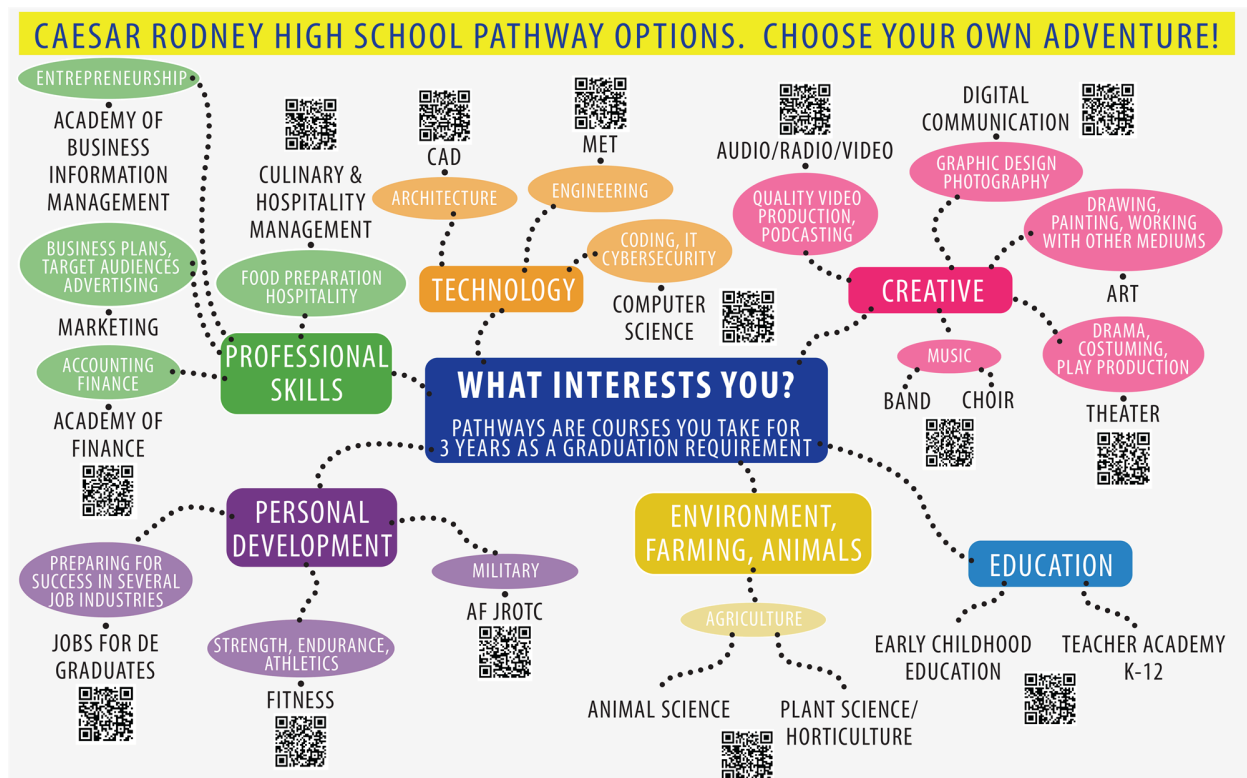 CAESAR RODNEY HIGH SCHOOL PATHWAY OPTIONS. CHOOSE YOUR OWN ADVENTURE!
ENTREPRENEURSHIP
ACADEMY OF
BUSINESS
INFORMATION
MANAGEMENT
BUSINESS PLANS,
TARGET AUDIENCES
ADVERTISING
MARKETING
ACCOUNTING
FINANCE
ACADEMY OF
FINANCE
CULINARY &
HOSPITALITY
MANAGEMENT
FOOD PREPARATION
HOSPITALITY
PROFESSIONAL
SKILLS
CAD
ARCHITECTURE
MET
ENGINEERING
CODING, IT
CYBERSECURITY
COMPUTER
SCIENCE
TECHNOLOGY
AUDIO/RADIO/VIDEO
QUALITY VIDEO
PRODUCTION,
PODCASTING
DIGITAL
COMMUNICATION
GRAPHIC DESIGN
PHOTOGRAPHY
DRAWING,
PAINTING, WORKING
WITH OTHER MEDIUMS
ART
CREATIVE
MUSIC
BAND
CHOIR
DRAMA,
COSTUMING,
PLAY PRODUCTION
THEATER
WHAT INTERESTS YOU?
PATHWAYS ARE COURSES YOU TAKE FOR
3 YEARS AS A GRADUATION REQUIREMENT
PERSONAL
DEVELOPMENT
PREPARING FOR
SUCCESS IN SEVERAL
JOB INDUSTRIES
JOBS FOR DE
GRADUATES
STRENGTH, ENDURANCE,
ATHLETICS
FITNESS
MILITARY
AF JROTC
ENVIRONMENT,
FARMING, ANIMALS
AGRICULTURE
ANIMAL SCIENCE
PLANT SCIENCE/
HORTICULTURE
EDUCATION
EARLY CHILDHOOD
EDUCATION
TEACHER ACADEMY
K-12